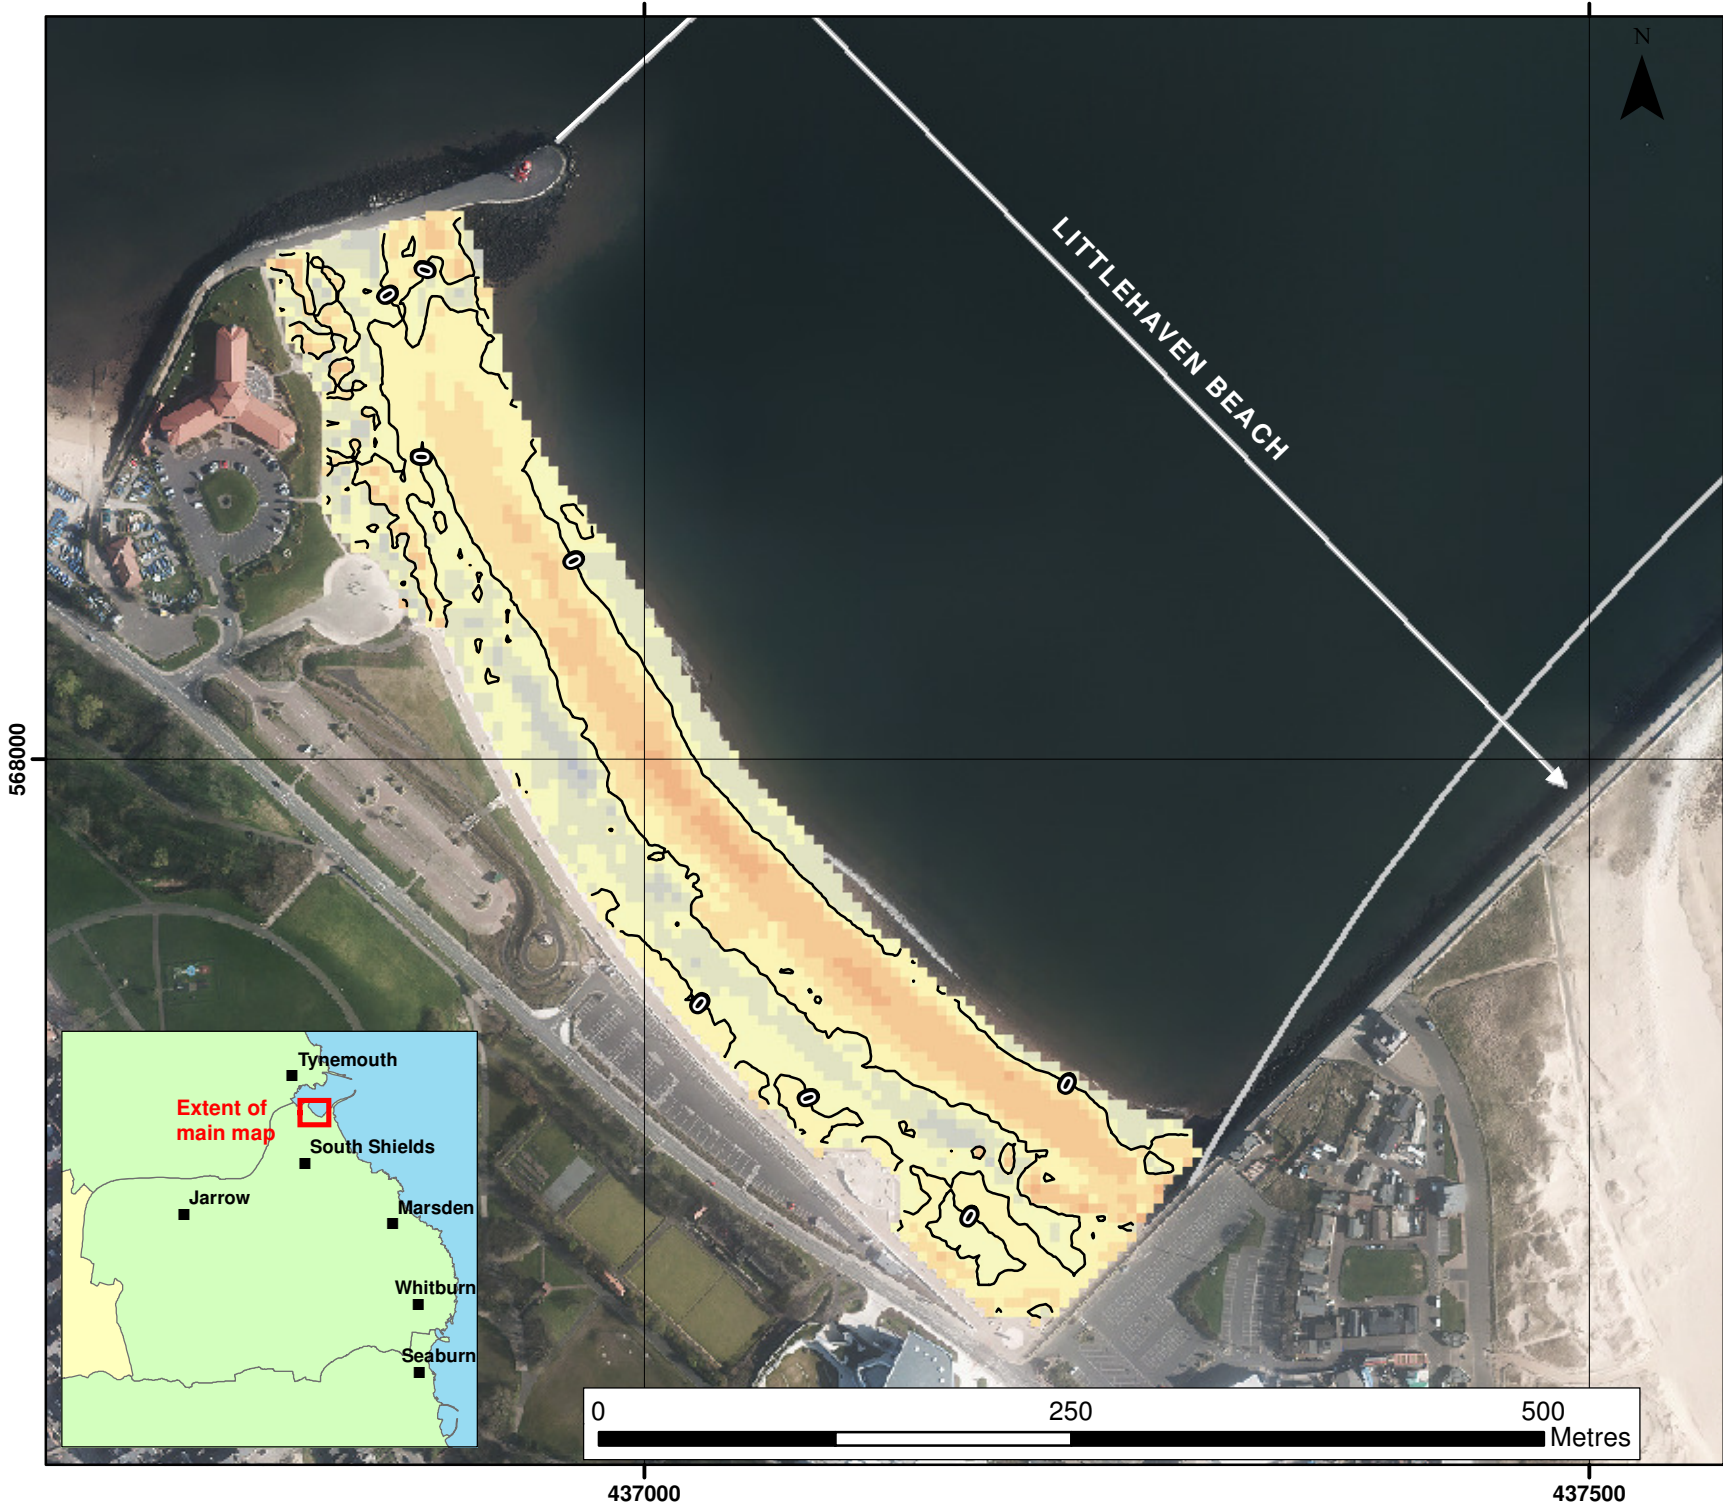 N
LITTLEHAVEN BEACH
0
0
0
0
0
0
0
0
568000
Tynemouth
Extent of
main map
South Shields
Jarrow
Marsden
Whitburn
Seaburn
0 250 500
Metres
437000 437500